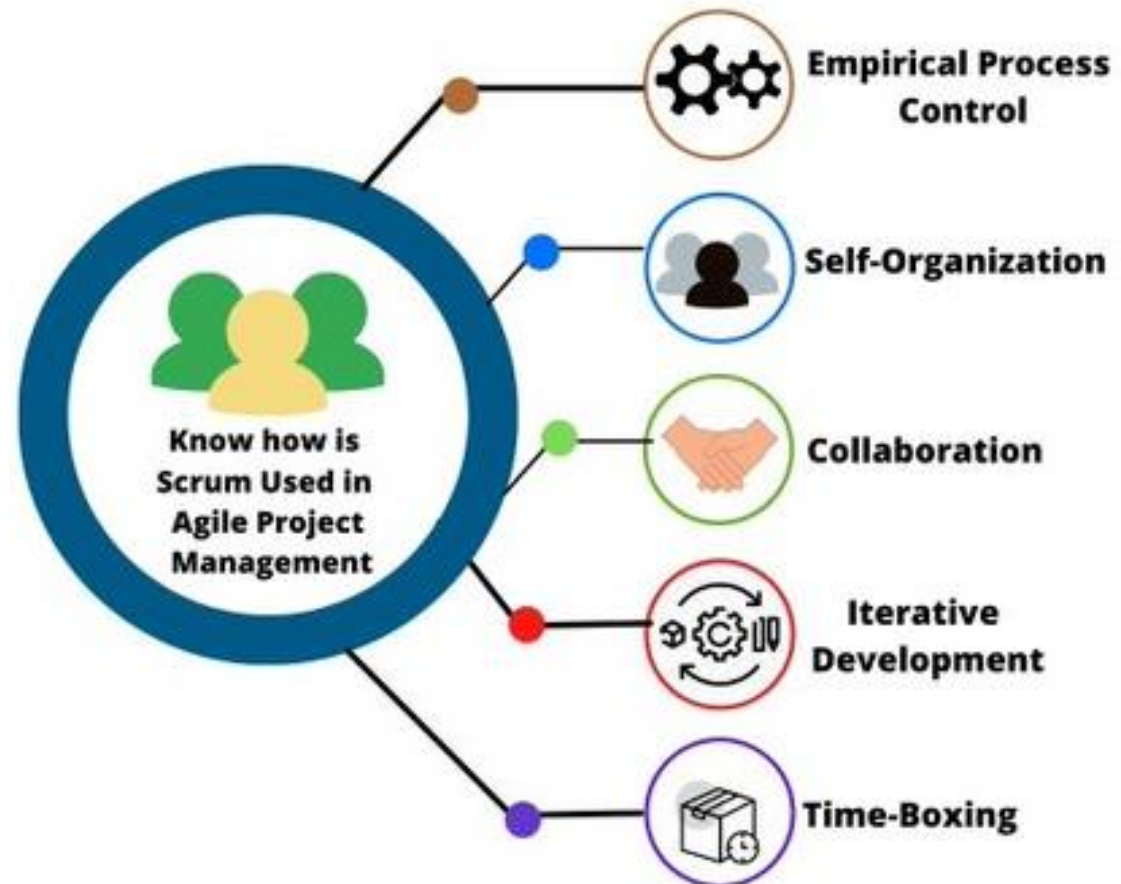 Know how is
Scrum Used in
Agile Project
Management
Empirical Process
Control
Self-Organization
Collaboration
Iterative
Development
Time-Boxing